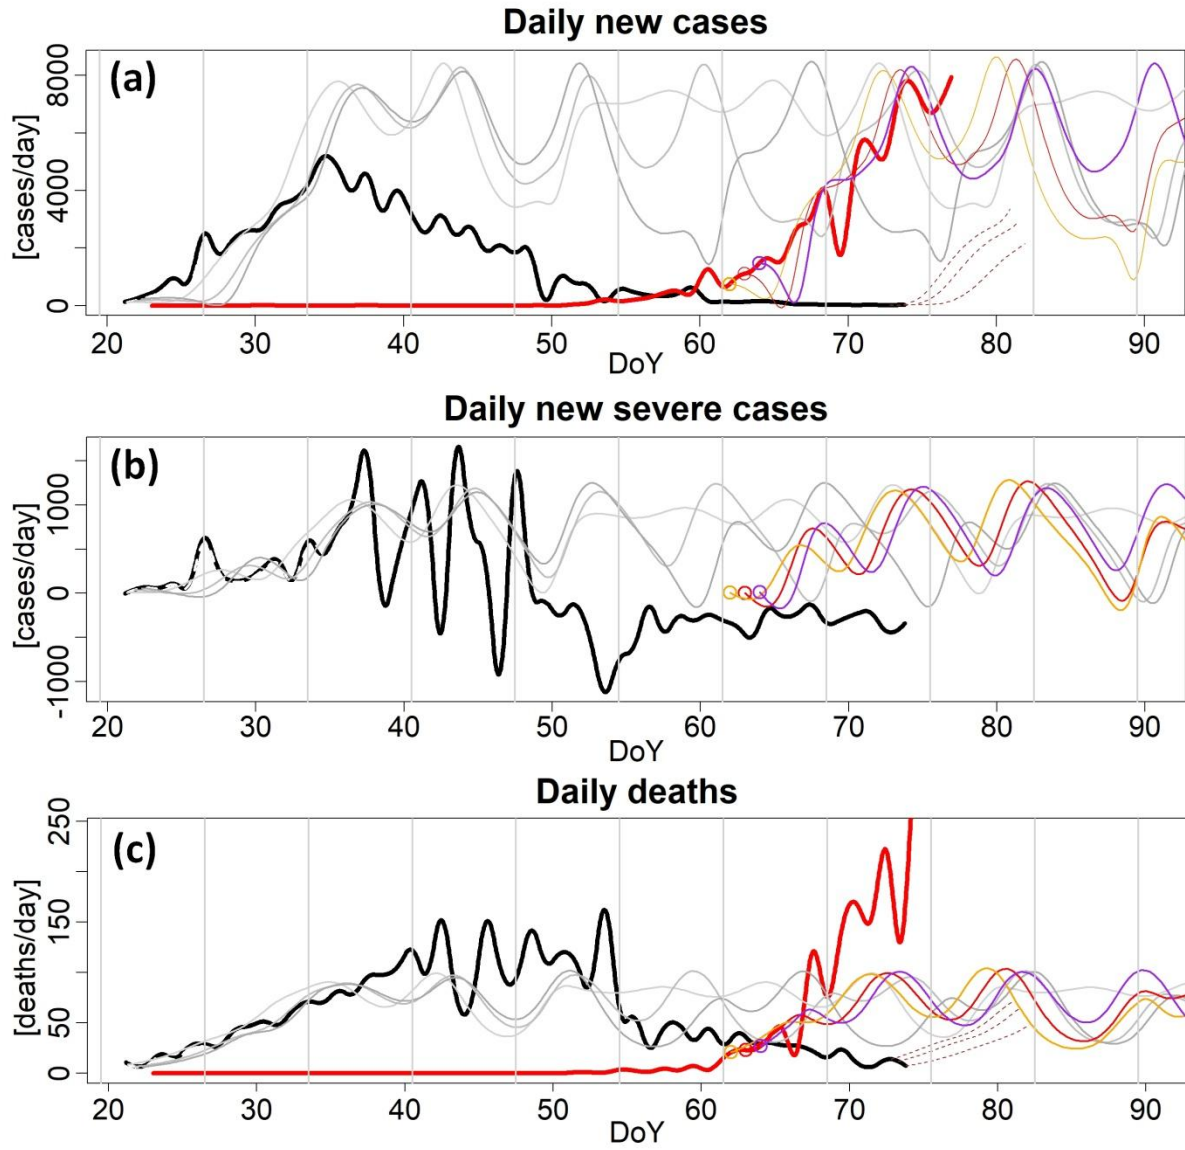 Daily new cases
(a)
[cases/day]
8000
4000
0
20 30 40 50 60 70 80 90
DoY
Daily new severe cases
(b)
[cases/day]
1000
0
-1000
20 30 40 50 60 70 80 90
DoY
Daily deaths
(c)
[deaths/day]
250
150
50
0
20 30 40 50 60 70 80 90
DoY